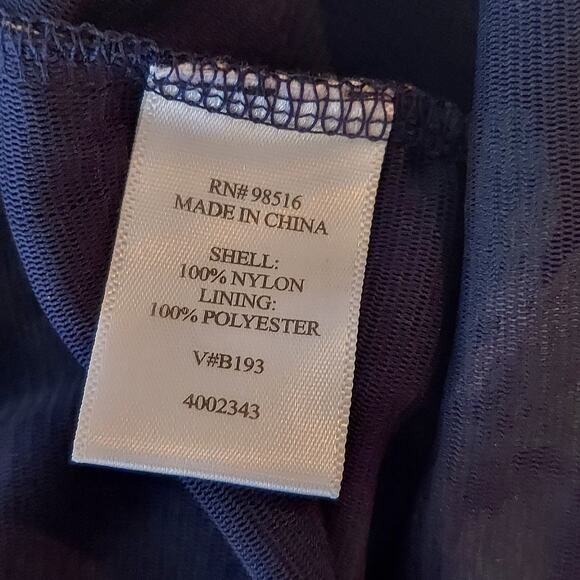 RN# 98516
MADE IN CHINA
SHELL:
100% NYLON
LINING:
100% POLYESTER
V#B193
4002343